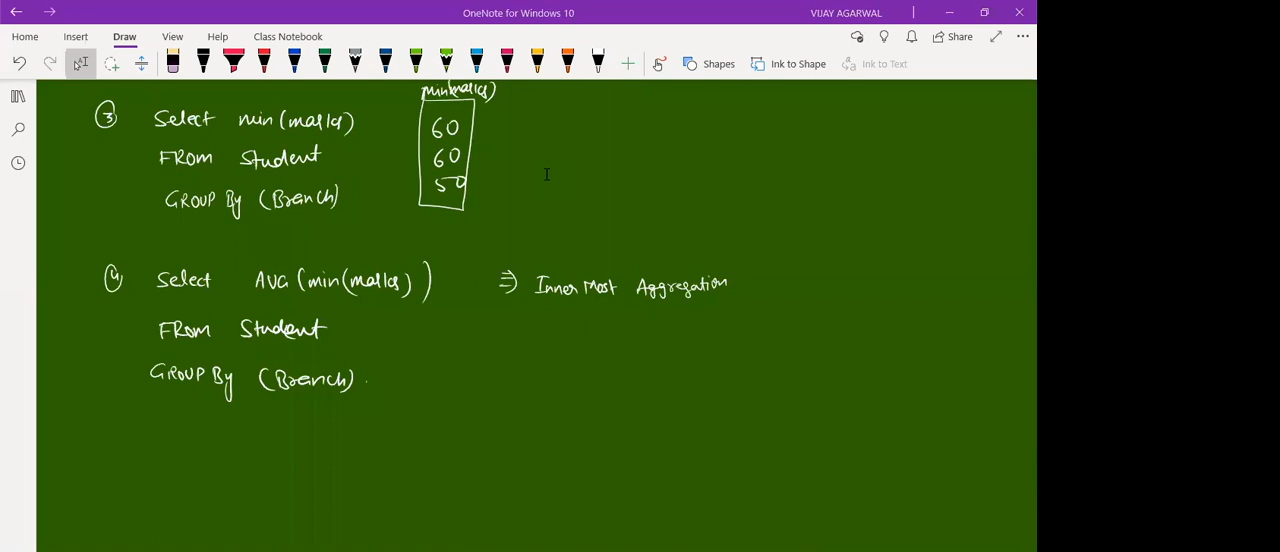 OneNote for Windows 10
VIJAY AGARWAL
Home Insert Draw View Help Class Notebook
Share
Shapes Ink to Shape Ink to Text
min(marks)
3 Select min(marks)
60
FROM Student
60
GROUP By (Branch)
50
4 Select AVG(min(marks)) ⇒ Inner Most Aggregation
FROM Student
GROUP By (Branch).